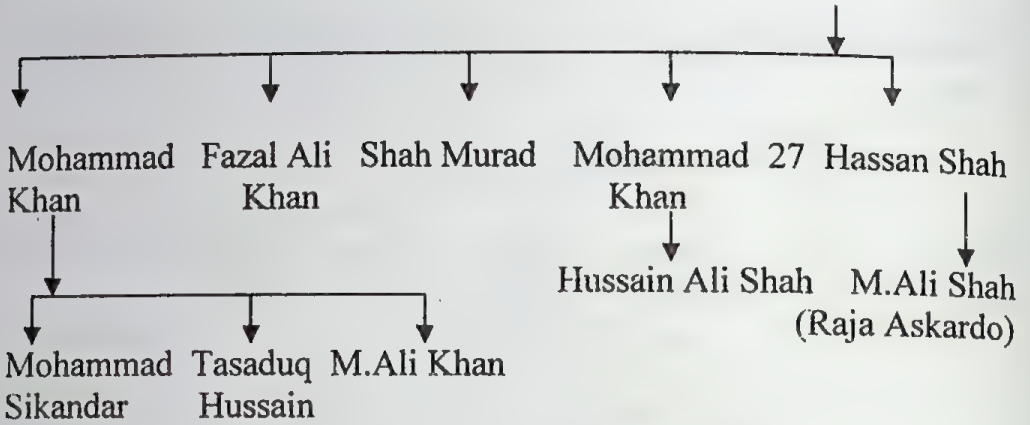 Mohammad Fazal Ali Shah Murad Mohammad 27 Hassan Shah
Khan Khan Khan
Hussain Ali Shah M.Ali Shah
(Raja Askardo)
Mohammad Tasaduq M.Ali Khan
Sikandar Hussain